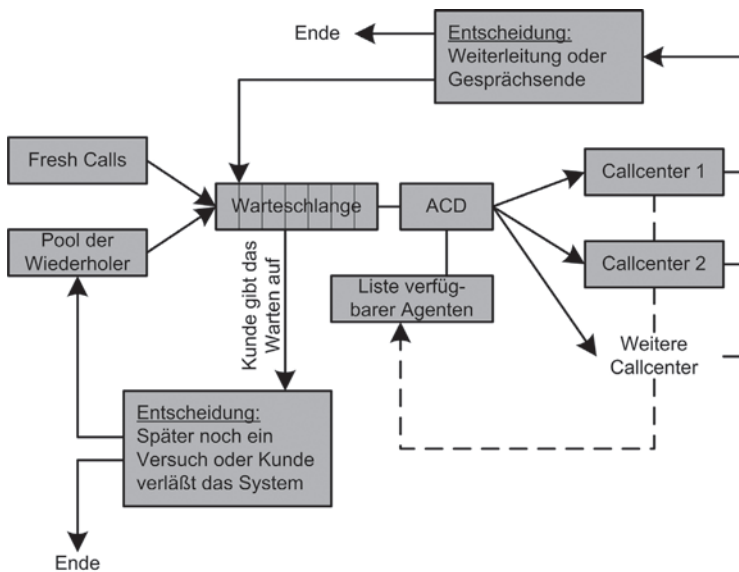 Ende
Entscheidung:
Weiterleitung oder
Gesprächsende
Fresh Calls
Pool der
Wiederholer
Warteschlange
ACD
Callcenter 1
Callcenter 2
Weitere
Callcenter
Liste verfüg-
barer Agenten
Kunde gibt das
Warten auf
Entscheidung:
Später noch ein
Versuch oder Kunde
verläßt das System
Ende